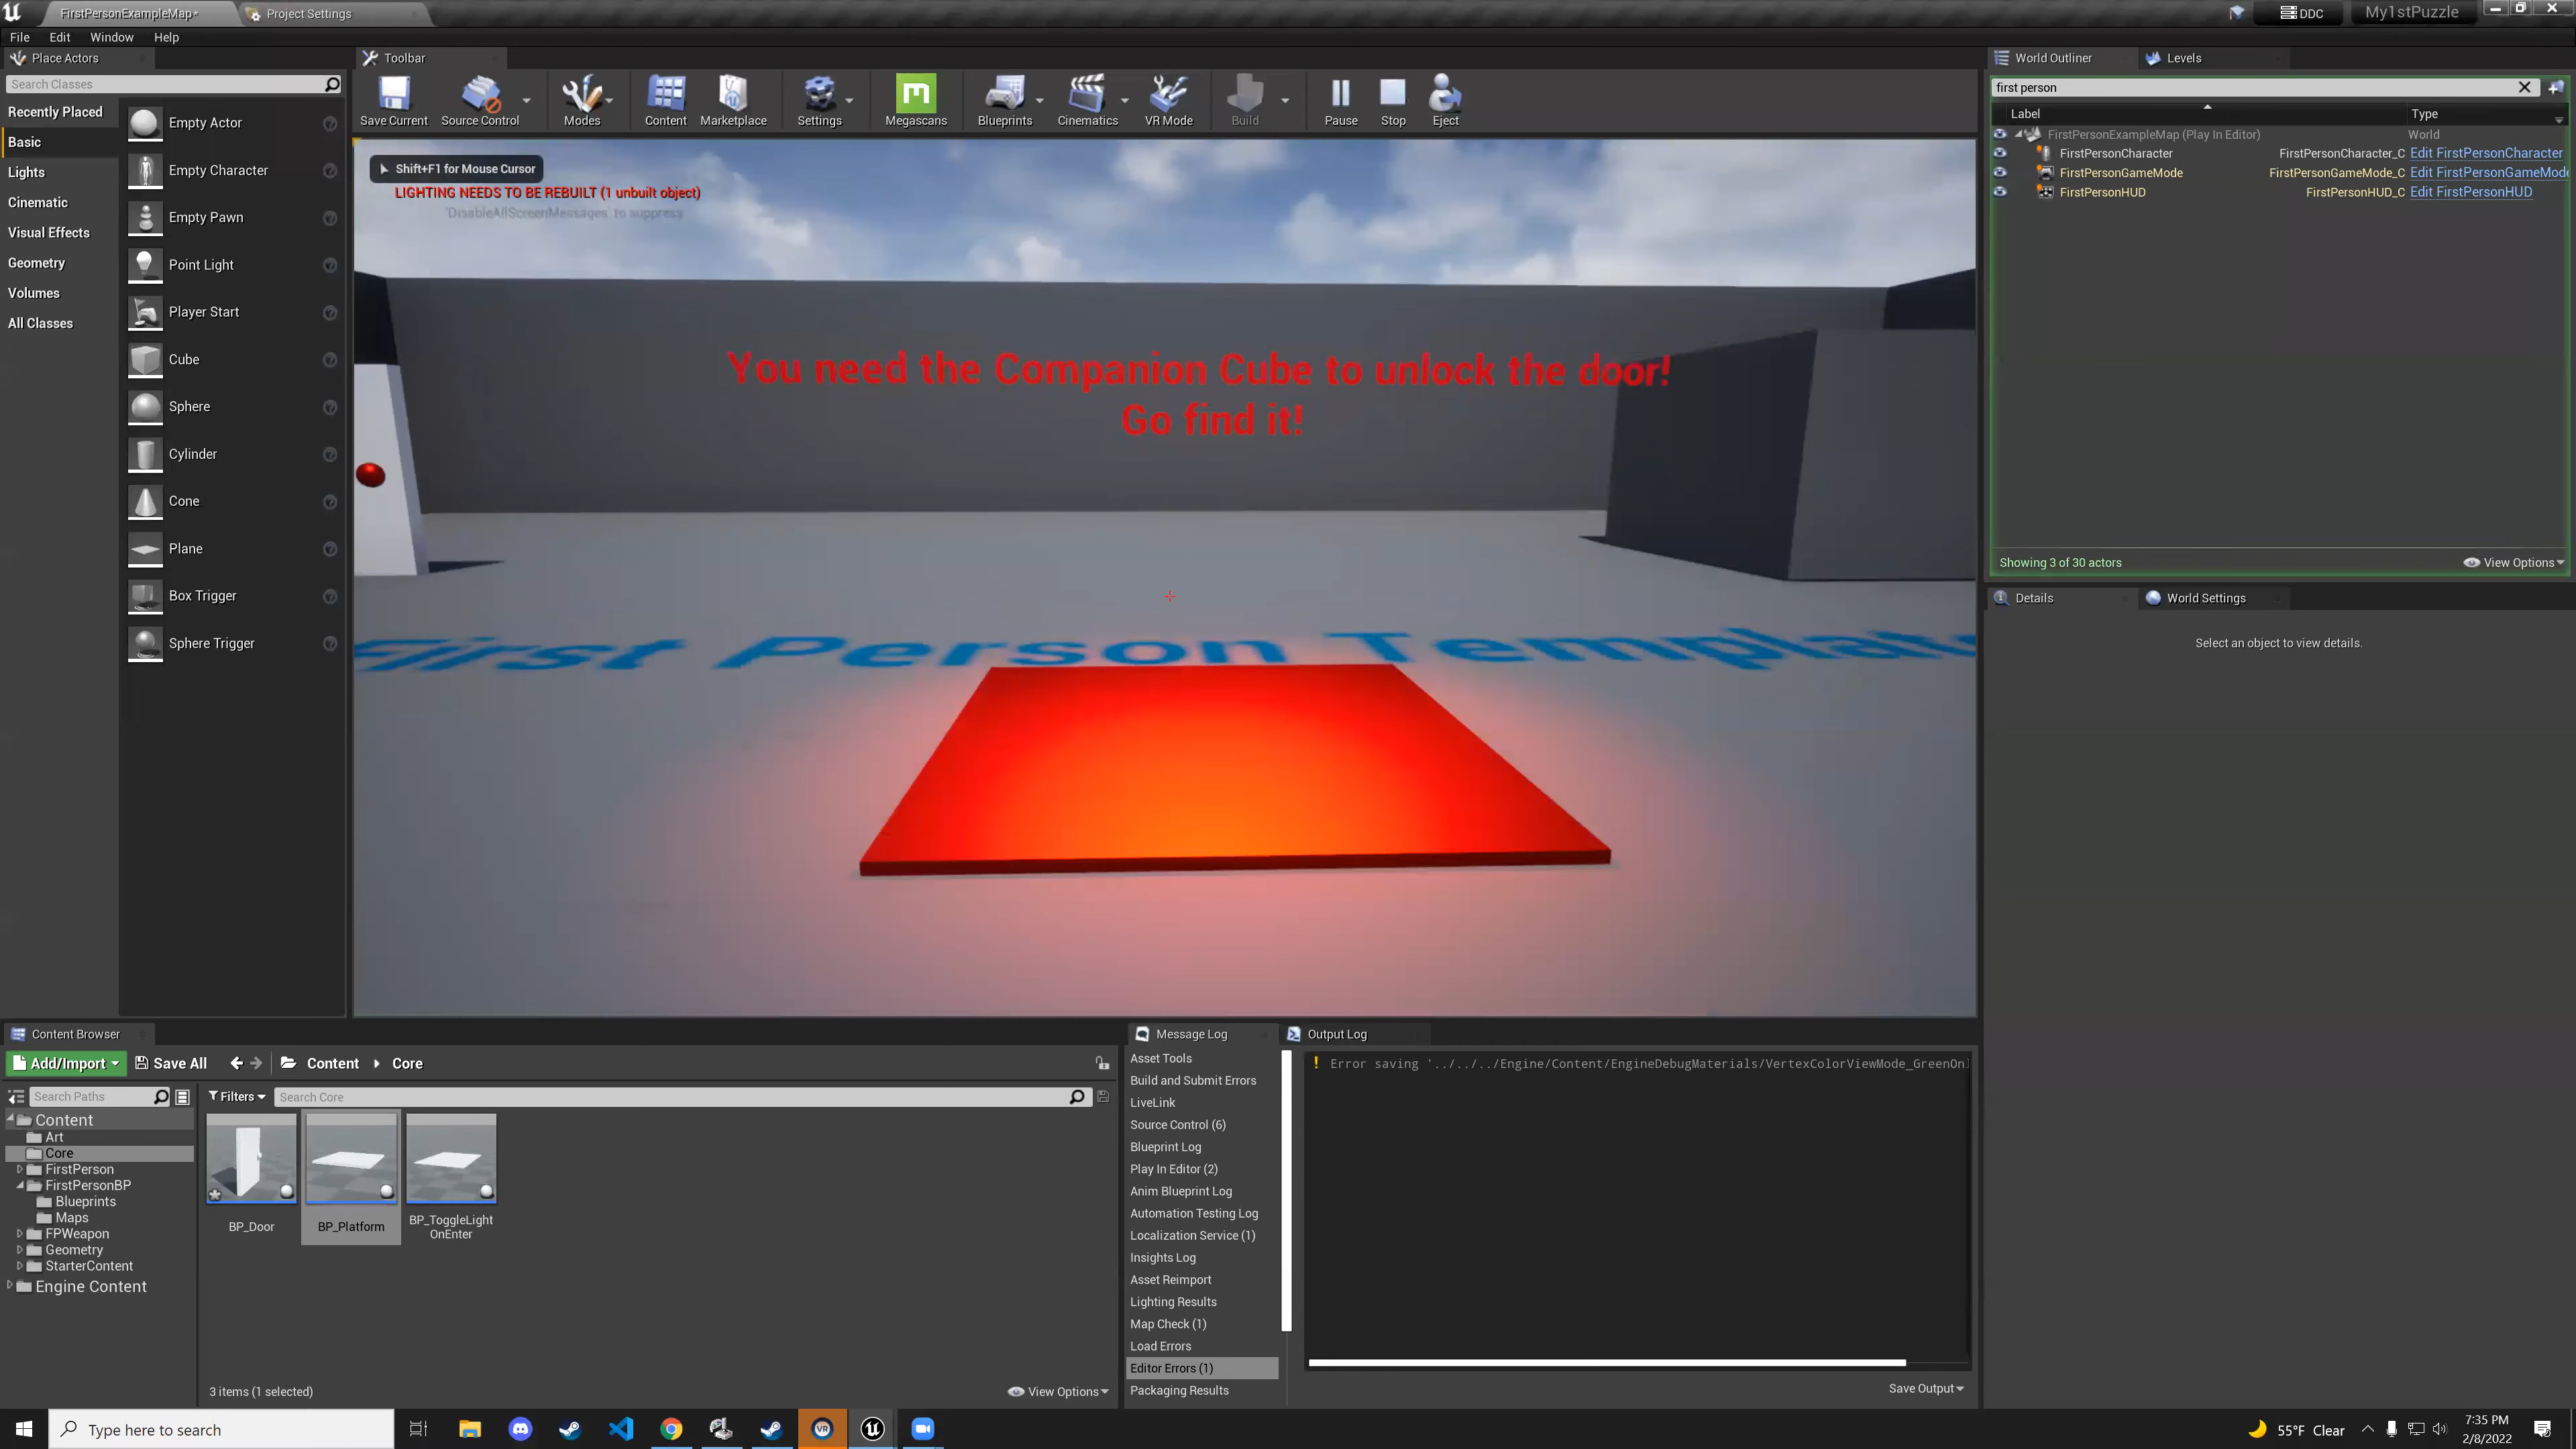 FirstPersonExampleMap*
Project Settings
DDC
My1stPuzzle
File Edit Window Help
Place Actors
Toolbar
World Outliner
Levels
Search Classes
first person
Recently Placed
Basic
Lights
Cinematic
Visual Effects
Geometry
Volumes
All Classes
Empty Actor
Empty Character
Empty Pawn
Point Light
Player Start
Cube
Sphere
Cylinder
Cone
Plane
Box Trigger
Sphere Trigger
Save Current
Source Control
Modes
Content
Marketplace
Settings
Megascans
Blueprints
Cinematics
VR Mode
Build
Pause
Stop
Eject
Label Type
FirstPersonExampleMap (Play In Editor) World
FirstPersonCharacter FirstPersonCharacter_C Edit FirstPersonCharacter
FirstPersonGameMode FirstPersonGameMode_C Edit FirstPersonGameMode
FirstPersonHUD FirstPersonHUD_C Edit FirstPersonHUD
Showing 3 of 30 actors
View Options
Shift+F1 for Mouse Cursor
LIGHTING NEEDS TO BE REBUILT (1 unbuilt object)
'DisableAllScreenMessages' to suppress
You need the Companion Cube to unlock the door!
Go find it!
First Person Template
Details
World Settings
Select an object to view details.
Content Browser
Add/Import
Save All
Content
Core
Search Paths
Filters
Search Core
Content
Art
Core
FirstPerson
FirstPersonBP
Blueprints
Maps
FPWeapon
Geometry
StarterContent
Engine Content
BP_Door
BP_Platform
BP_ToggleLight
OnEnter
3 items (1 selected)
View Options
Message Log
Output Log
Asset Tools
Build and Submit Errors
LiveLink
Source Control (6)
Blueprint Log
Play In Editor (2)
Anim Blueprint Log
Automation Testing Log
Localization Service (1)
Insights Log
Asset Reimport
Lighting Results
Map Check (1)
Load Errors
Editor Errors (1)
Packaging Results
Error saving '../../../Engine/Content/EngineDebugMaterials/VertexColorViewMode_GreenOnl
Save Output
Type here to search
VR
55°F Clear
7:35 PM
2/8/2022